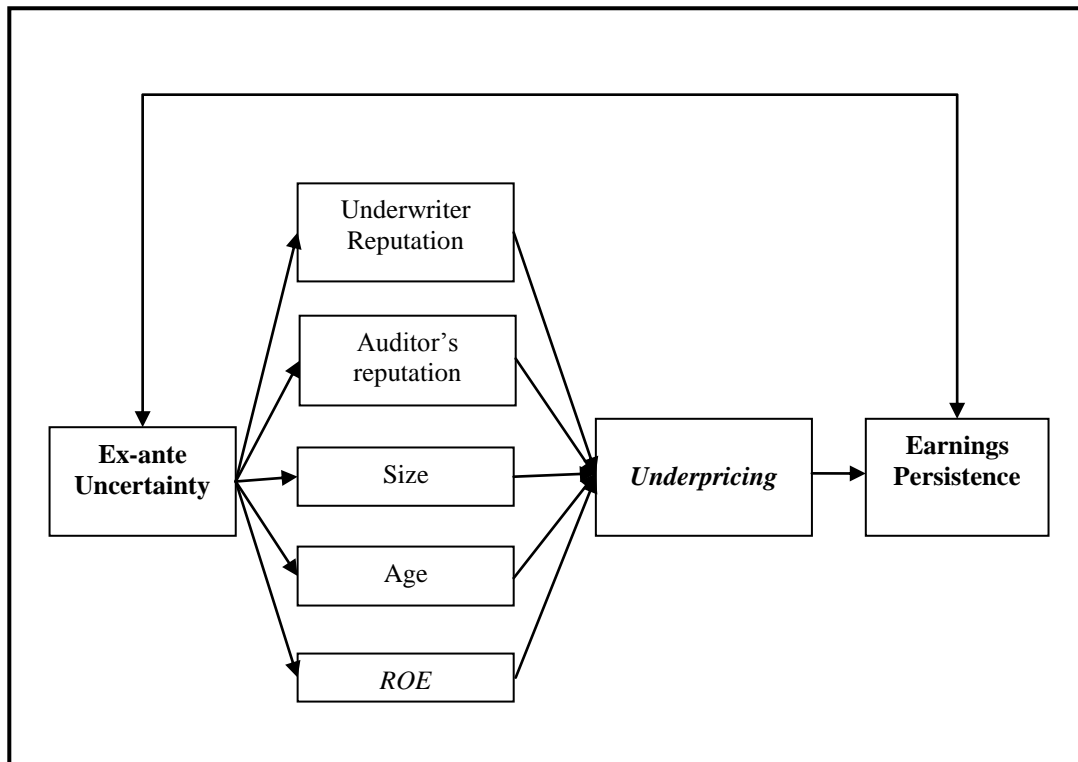 Underwriter
Reputation
Auditor's
reputation
Ex-ante
Uncertainty
Size
Age
ROE
Underpricing
Earnings
Persistence